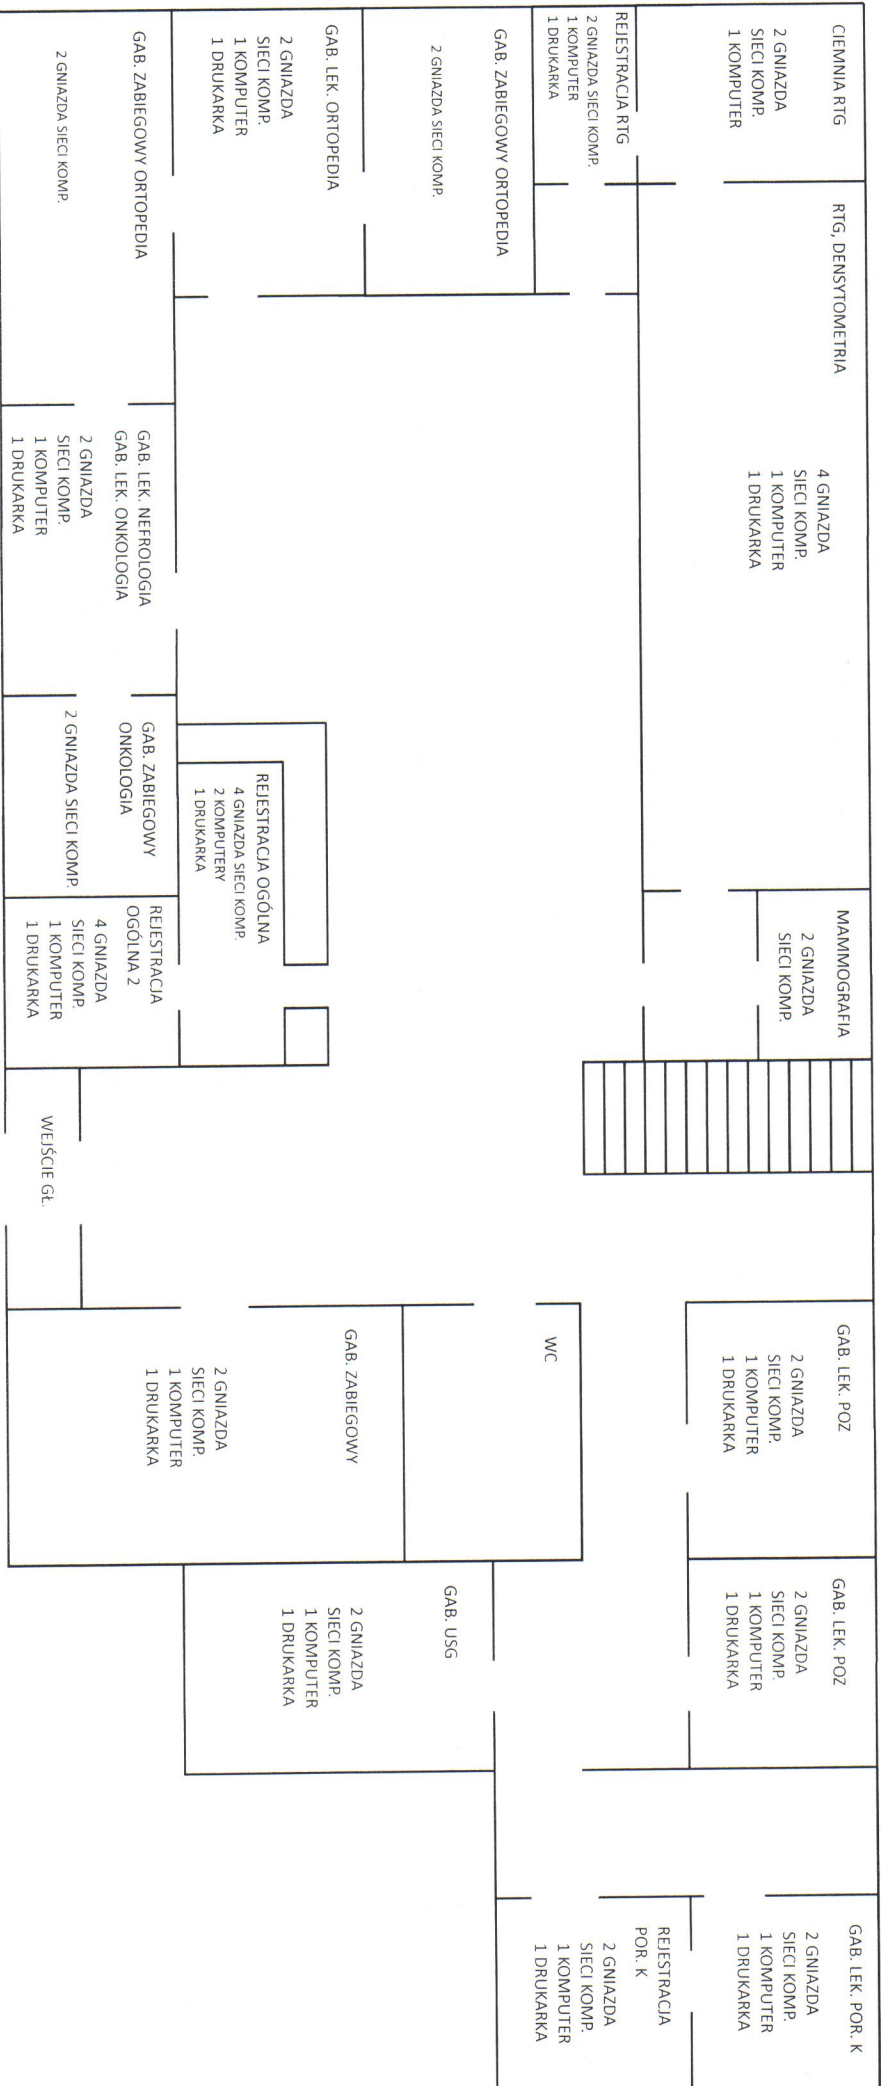 CIEMNIA RTG
2 GNIAZDA
SIECI KOMP.
1 KOMPUTER
RTG, DENSYTOMETRIA
4 GNIAZDA
SIECI KOMP.
1 KOMPUTER
1 DRUKARKA
MAMMOGRAFIA
2 GNIAZDA
SIECI KOMP.
GAB. LEK. POZ
2 GNIAZDA
SIECI KOMP.
1 KOMPUTER
1 DRUKARKA
GAB. LEK. POZ
2 GNIAZDA
SIECI KOMP.
1 KOMPUTER
1 DRUKARKA
GAB. LEK. POR. K
2 GNIAZDA
SIECI KOMP.
1 KOMPUTER
1 DRUKARKA
REJESTRACJA RTG
2 GNIAZDA SIECI KOMP.
1 KOMPUTER
1 DRUKARKA
REJESTRACJA
POR. K
2 GNIAZDA
SIECI KOMP.
1 KOMPUTER
1 DRUKARKA
GAB. ZABIEGOWY ORTOPEDIA
2 GNIAZDA SIECI KOMP.
WC
GAB. USG
2 GNIAZDA
SIECI KOMP.
1 KOMPUTER
1 DRUKARKA
GAB. LEK. ORTOPEDIA
2 GNIAZDA
SIECI KOMP.
1 KOMPUTER
1 DRUKARKA
REJESTRACJA OGÓLNA
4 GNIAZDA SIECI KOMP.
2 KOMPUTERY
1 DRUKARKA
GAB. ZABIEGOWY
2 GNIAZDA
SIECI KOMP.
1 KOMPUTER
1 DRUKARKA
GAB. ZABIEGOWY ORTOPEDIA
2 GNIAZDA SIECI KOMP.
GAB. LEK. NEFROLOGIA
GAB. LEK. ONKOLOGIA
2 GNIAZDA
SIECI KOMP.
1 KOMPUTER
1 DRUKARKA
GAB. ZABIEGOWY
ONKOLOGIA
2 GNIAZDA SIECI KOMP.
REJESTRACJA
OGÓLNA 2
4 GNIAZDA
SIECI KOMP.
1 KOMPUTER
1 DRUKARKA
WEJŚCIE GŁ.